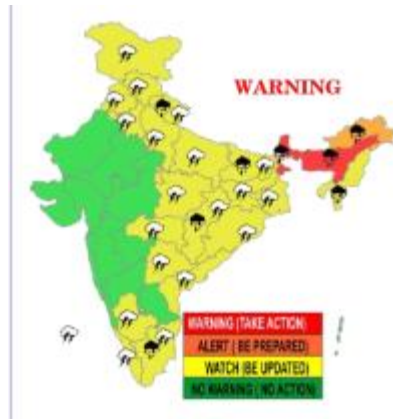 WARNING
WARNING (TAKE ACTION)
ALERT ( BE PREPARED)
WATCH (BE UPDATED)
NO WARNING ( NO ACTION)